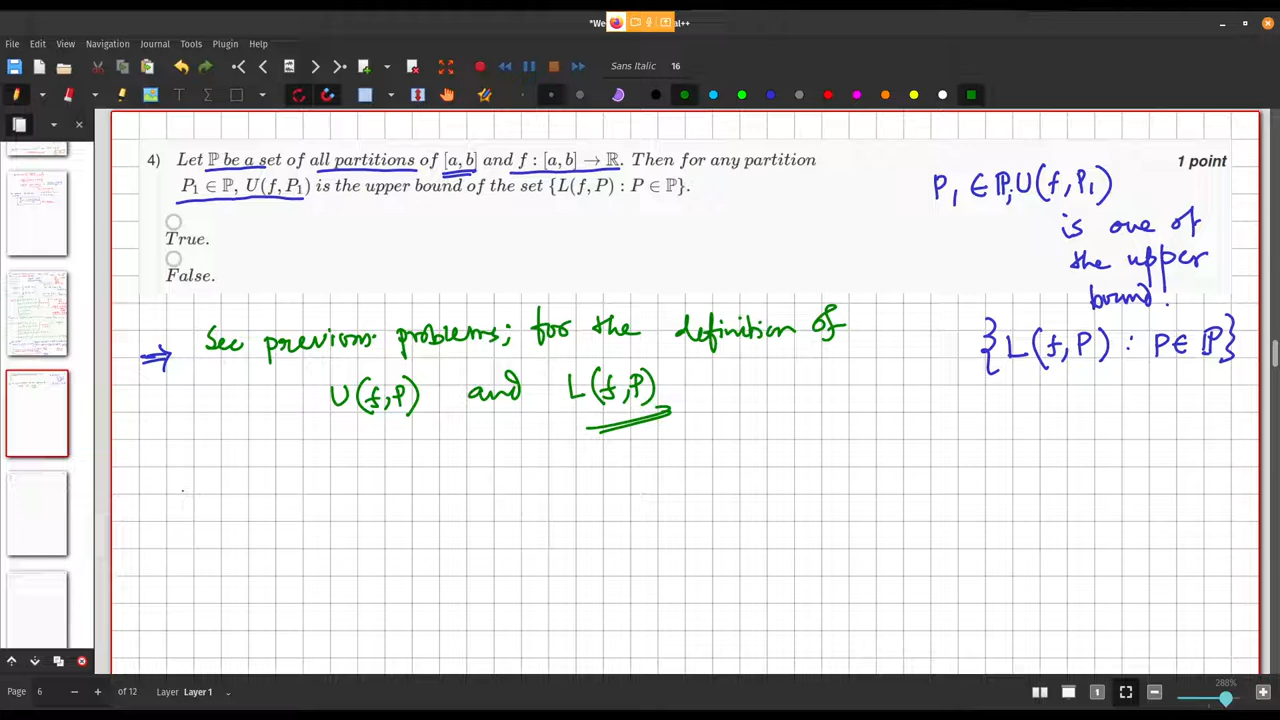 *We
al++
File Edit View Navigation Journal Tools Plugin Help
Sans Italic 16
4) Let ℙ be a set of all partitions of [a, b] and f : [a, b] → ℝ. Then for any partition
1 point
P₁ ∈ ℙ, U(f, P₁) is the upper bound of the set {L(f, P) : P ∈ ℙ}.
True.
False.
P₁ ∈ ℙ, U(f, P₁)
is one of
the upper
bound.
{L(f, P) : P ∈ ℙ}
⇒ See previous problems; for the definition of
U(f,P) and L(f,P)
Page 6 of 12 Layer Layer 1
288%